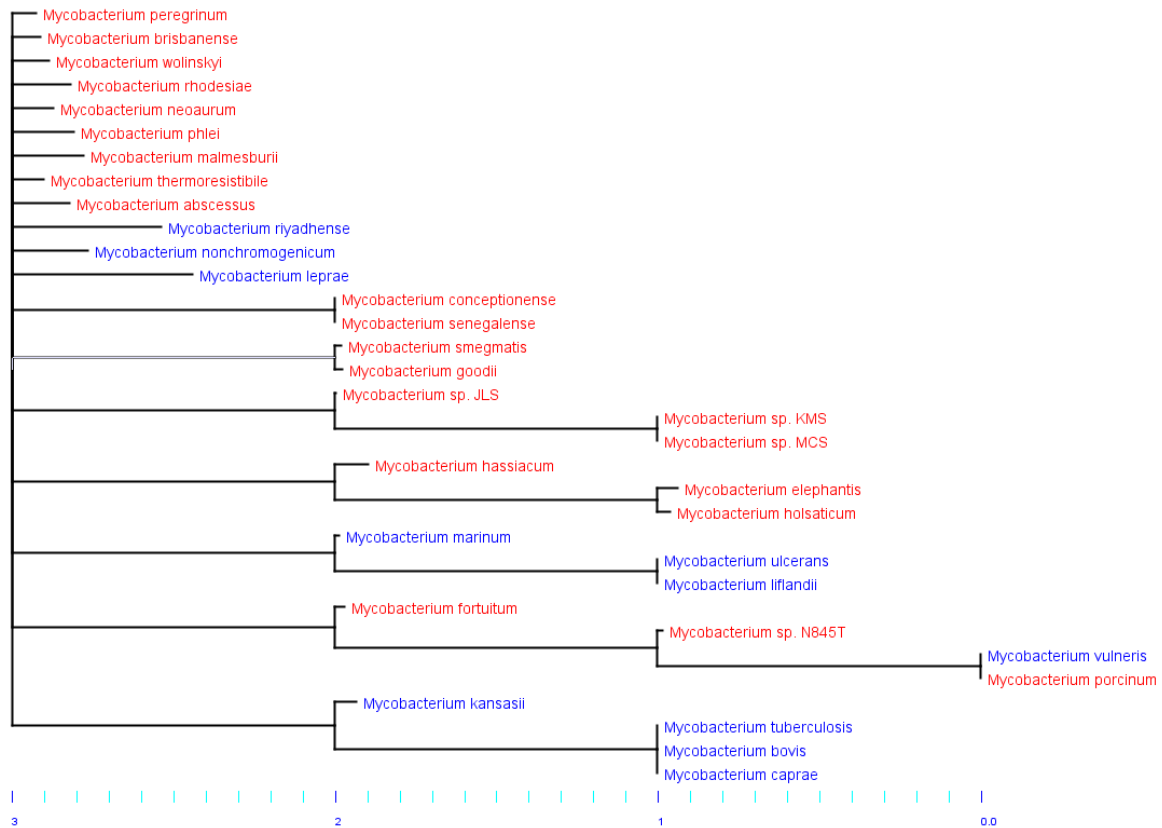 Mycobacterium peregrinum
Mycobacterium brisbanense
Mycobacterium wolinskyi
Mycobacterium rhodesiae
Mycobacterium neoaurum
Mycobacterium phlei
Mycobacterium malmesburii
Mycobacterium thermoresistibile
Mycobacterium abscessus
Mycobacterium riyadhense
Mycobacterium nonchromogenicum
Mycobacterium leprae
Mycobacterium conceptionense
Mycobacterium senegalense
Mycobacterium smegmatis
Mycobacterium goodii
Mycobacterium sp. JLS
Mycobacterium sp. KMS
Mycobacterium sp. MCS
Mycobacterium hassiacum
Mycobacterium elephantis
Mycobacterium holsaticum
Mycobacterium marinum
Mycobacterium ulcerans
Mycobacterium liflandii
Mycobacterium fortuitum
Mycobacterium sp. N845T
Mycobacterium vulneris
Mycobacterium porcinum
Mycobacterium kansasii
Mycobacterium tuberculosis
Mycobacterium bovis
Mycobacterium caprae
3 2 1 0.0